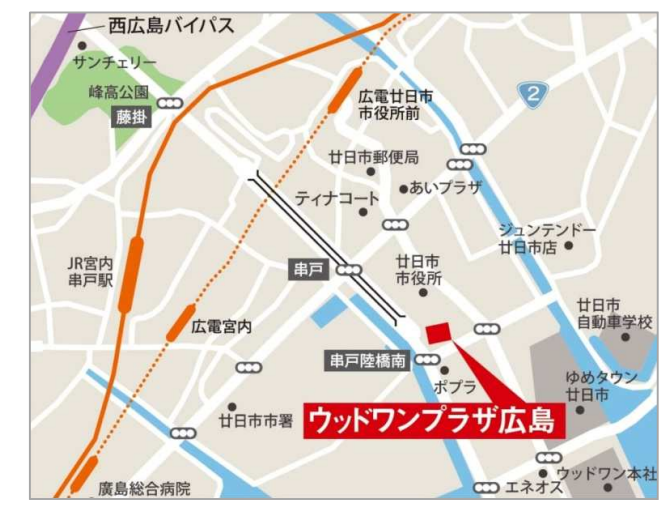 西広島バイパス
サンチェリー
峰高公園
藤掛
広電廿日市
市役所前
2
廿日市郵便局
あいプラザ
ティナコート
ジュンテンドー
廿日市店
JR宮内
串戸駅
串戸
廿日市
市役所
廿日市
自動車学校
広電宮内
串戸陸橋南
ポプラ
ゆめタウン
廿日市
廿日市市署
ウッドワンプラザ広島
廣島総合病院
エネオス
ウッドワン本社